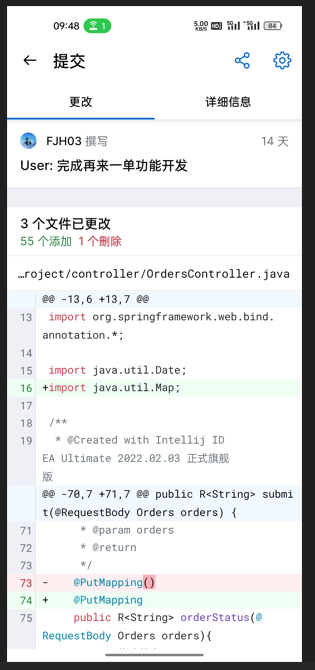 09:48 1 5.00 KB/S HD 5G 5G 84
提交
更改 详细信息
FJH03 撰写 14 天
User: 完成再来一单功能开发
3 个文件已更改
55 个添加 1 个刪除
…roject/controller/OrdersController.java
@@ -13,6 +13,7 @@
13 import org.springframework.web.bind.
annotation.*;
14
15 import java.util.Date;
16 +import java.util.Map;
17
18 /**
19 * @Created with Intellij ID
EA Ultimate 2022.02.03 正式旗舰
版
@@ -70,7 +71,7 @@ public R<String> submi
t(@RequestBody Orders orders) {
71 * @param orders
72 * @return
73 */
73 - @PutMapping()
74 + @PutMapping
75 public R<String> orderStatus(@
RequestBody Orders orders){